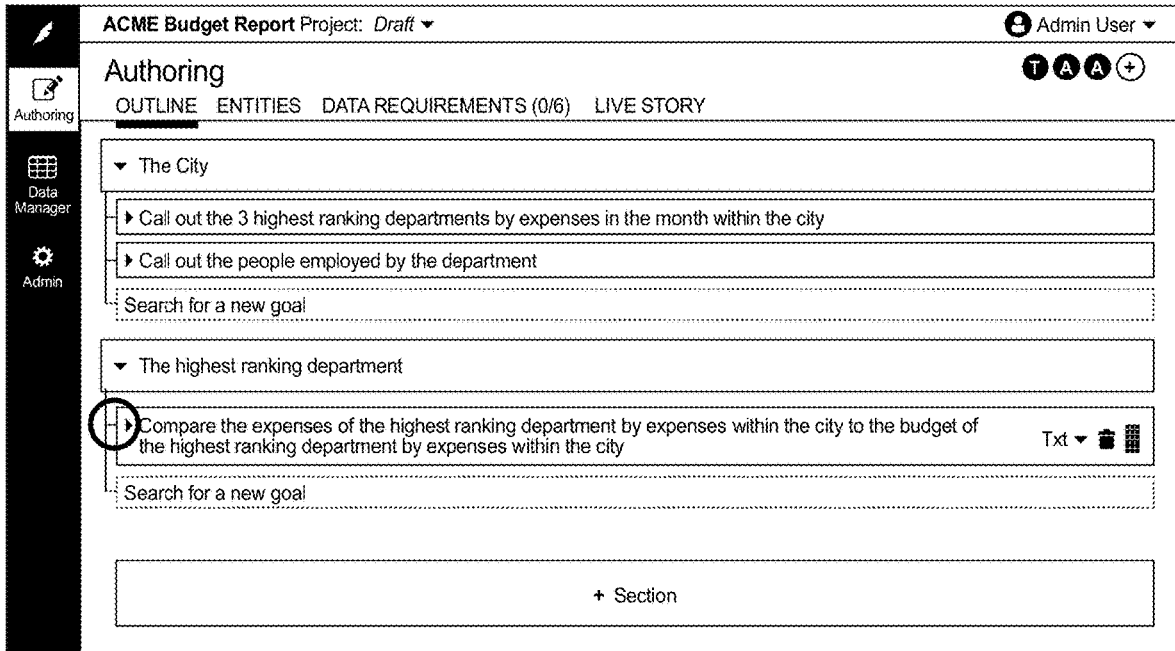 ACME Budget Report Project: Draft
Admin User
Authoring
T A A +
OUTLINE ENTITIES DATA REQUIREMENTS (0/6) LIVE STORY
Authoring
Data
Manager
Admin
The City
Call out the 3 highest ranking departments by expenses in the month within the city
Call out the people employed by the department
Search for a new goal
The highest ranking department
Compare the expenses of the highest ranking department by expenses within the city to the budget of
the highest ranking department by expenses within the city
Txt
Search for a new goal
+ Section